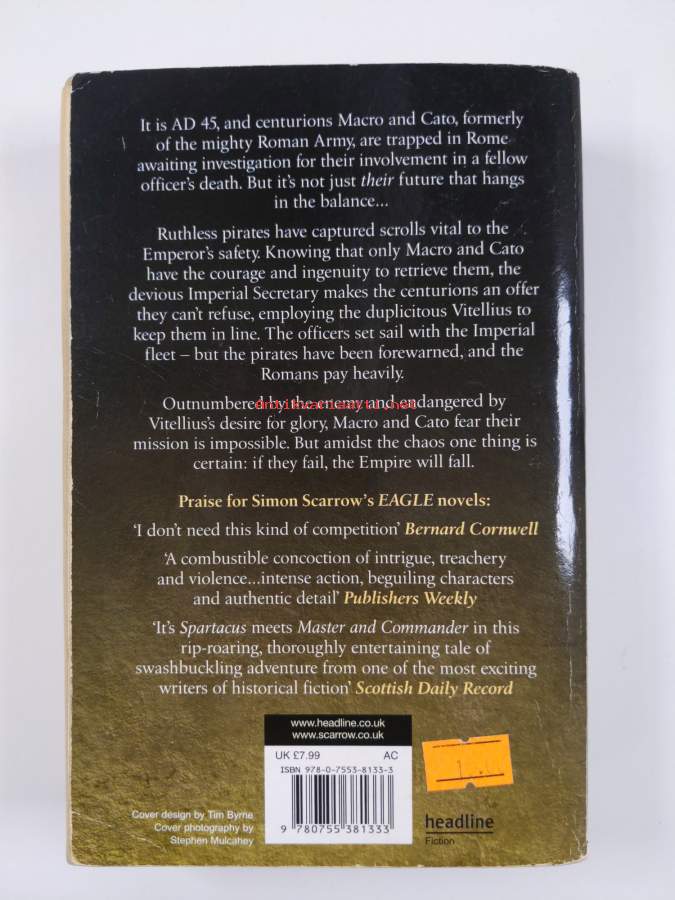 It is AD 45, and centurions Macro and Cato, formerly
of the mighty Roman Army, are trapped in Rome
awaiting investigation for their involvement in a fellow
officer's death. But it's not just their future that hangs
in the balance...
Ruthless pirates have captured scrolls vital to the
Emperor's safety. Knowing that only Macro and Cato
have the courage and ingenuity to retrieve them, the
devious Imperial Secretary makes the centurions an offer
they can't refuse, employing the duplicitous Vitellius to
keep them in line. The officers set sail with the Imperial
fleet – but the pirates have been forewarned, and the
Romans pay heavily.
Outnumbered by the enemy and endangered by
Vitellius's desire for glory, Macro and Cato fear their
mission is impossible. But amidst the chaos one thing is
certain: if they fail, the Empire will fall.
Praise for Simon Scarrow's EAGLE novels:
'I don't need this kind of competition' Bernard Cornwell
'A combustible concoction of intrigue, treachery
and violence...intense action, beguiling characters
and authentic detail' Publishers Weekly
'It's Spartacus meets Master and Commander in this
rip-roaring, thoroughly entertaining tale of
swashbuckling adventure from one of the most exciting
writers of historical fiction' Scottish Daily Record
www.headline.co.uk
www.scarrow.co.uk
UK £7.99 AC
ISBN 978-0-7553-8133-3
9 780755 381333
Cover design by Tim Byrne
Cover photography by
Stephen Mulcahey
headline
Fiction